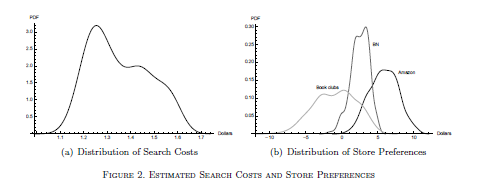 PDF
3.0
2.5
2.0
1.5
1.0
0.5
1.1 1.2 1.3 1.4 1.5 1.6 1.7
Dollars
(a) Distribution of Search Costs
PDF
0.30
0.25
0.20
0.15
0.10
0.05
-10 -5 0 5 10
Dollars
BN
Amazon
Book clubs
(b) Distribution of Store Preferences
FIGURE 2. ESTIMATED SEARCH COSTS AND STORE PREFERENCES